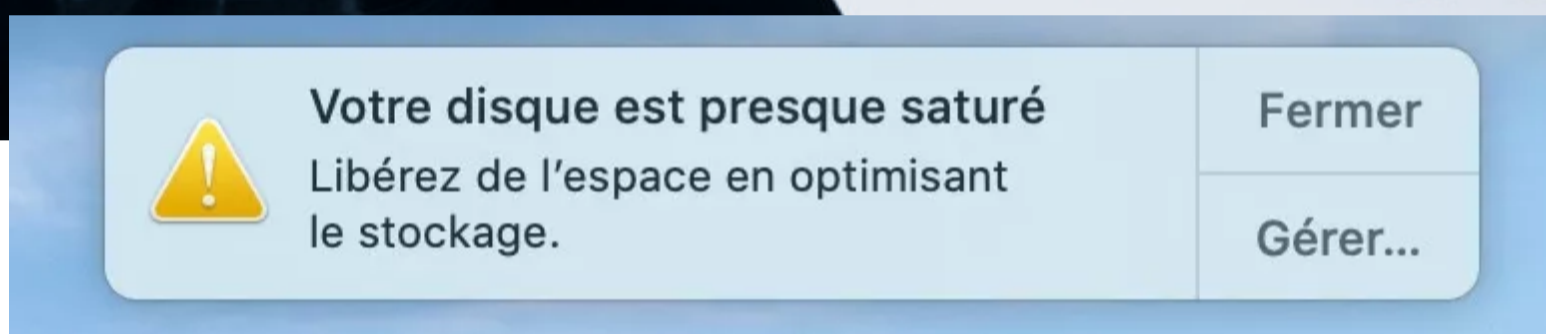 Votre disque est presque saturé
Libérez de l’espace en optimisant
le stockage.
Fermer
Gérer...